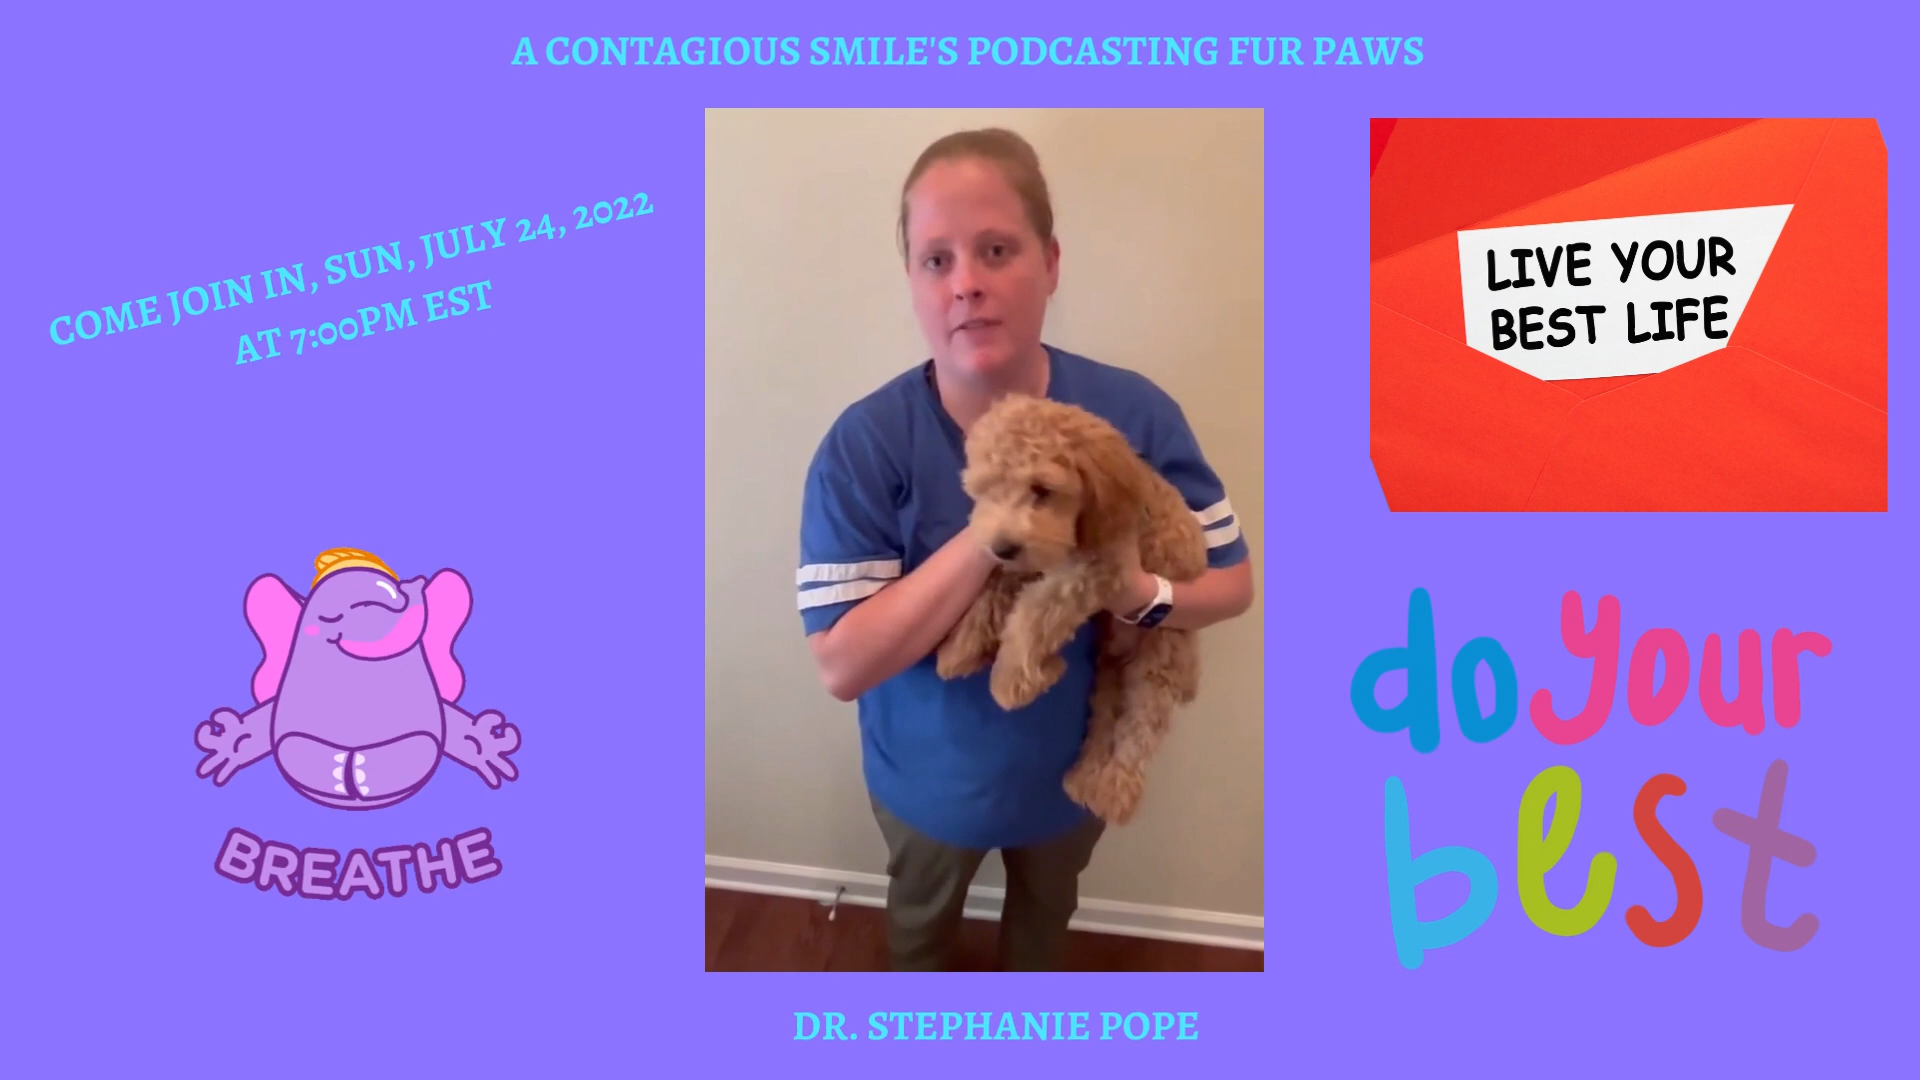 A CONTAGIOUS SMILE'S PODCASTING FUR PAWS
COME JOIN IN, SUN, JULY 24, 2022
AT 7:00PM EST
LIVE YOUR
BEST LIFE
BREATHE
do your
best
DR. STEPHANIE POPE